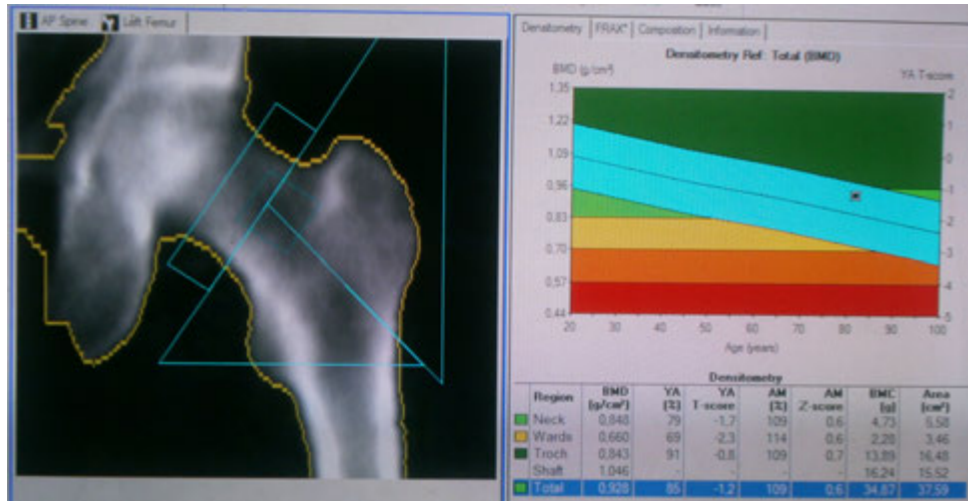 AP Spine Left Femur
Densitometry FRAX® Composition Information
Densitometry Ref: Total (BMD)
BMD (g/cm²) YA T-score
1,35 2
1,22 1
1,09 0
0,96 -1
0,83 -2
0,70 -3
0,57 -4
0,44 -5
20 30 40 50 60 70 80 90 100
Age (years)
Densitometry
Region BMD (g/cm²) YA (%) YA T-score AM (%) AM Z-score BMC (g) Area (cm²)
Neck 0,848 79 -1,7 109 0,6 4,73 5,58
Wards 0,660 69 -2,3 114 0,6 2,28 3,46
Troch 0,843 91 -0,8 109 0,7 13,89 16,48
Shaft 1,046 - - - - 16,24 15,52
Total 0,928 85 -1,2 109 0,6 34,87 37,59